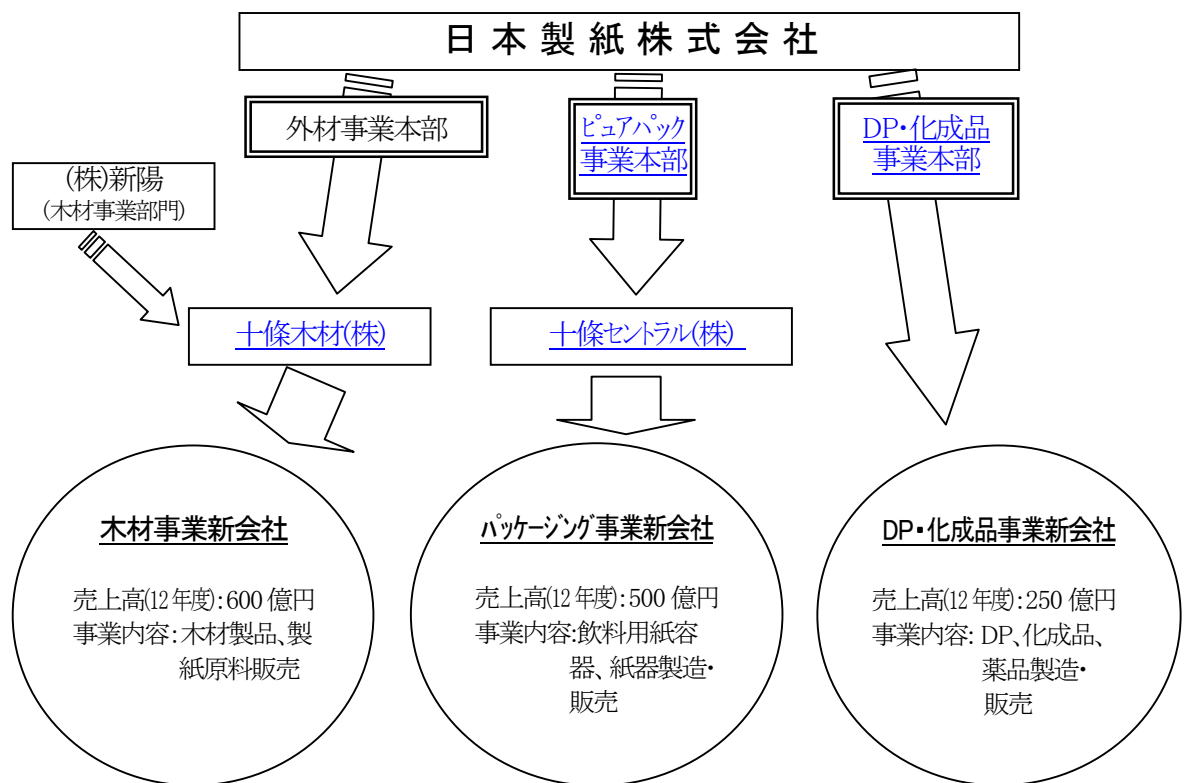 日本製紙株式会社
外材事業本部
ピュアパック
事業本部
DP・化成品
事業本部
(株)新陽
(木材事業部門)
十條木材(株)
十條セントラル(株)
木材事業新会社
売上高(12年度):600億円
事業内容:木材製品、製
紙原料販売
パッケージング事業新会社
売上高(12年度):500億円
事業内容:飲料用紙容
器、紙器製造・
販売
DP・化成品事業新会社
売上高(12年度):250億円
事業内容: DP、化成品、
薬品製造・
販売